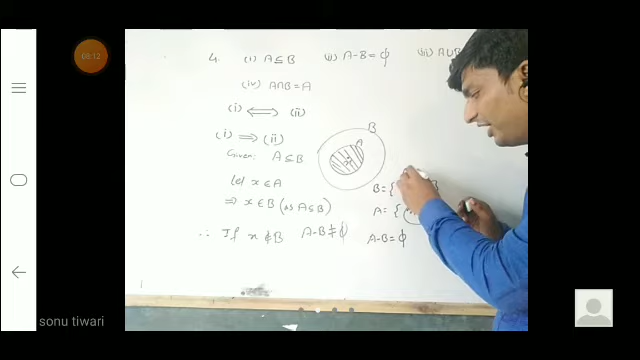 08:12
4. (i) A⊆B (ii) A-B=ϕ (iii) A∪B
(iv) A∩B=A
(i) ⟺ (ii)
(i) ⟹ (ii)
Given: A⊆B
B
A
x
Let x∈A
⟹ x∈B (as A⊆B)
B={
A={
∴ If x∉B A-B≠ϕ
A-B=ϕ
sonu tiwari